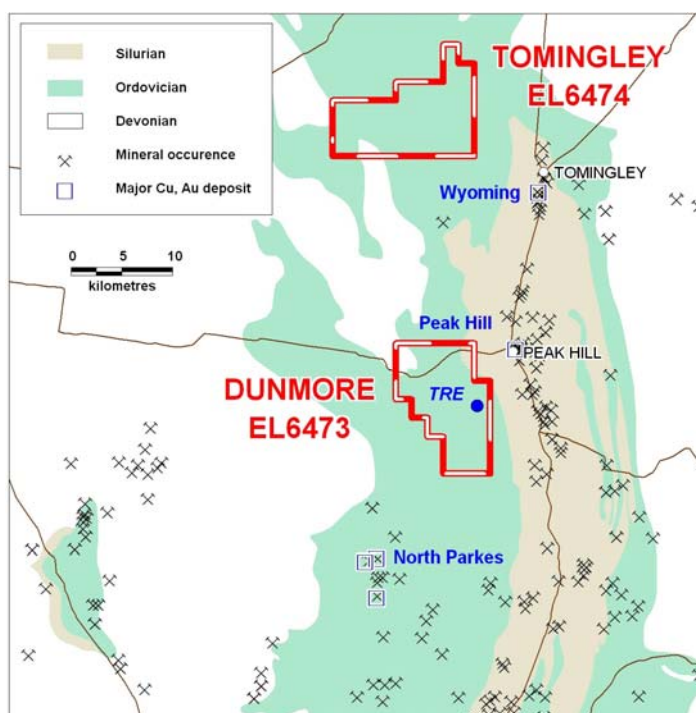 Silurian
Ordovician
Devonian
Mineral occurence
Major Cu, Au deposit
0 5 10
kilometres
TOMINGLEY
EL6474
TOMINGLEY
Wyoming
Peak Hill
PEAK HILL
DUNMORE
EL6473
TRE
North Parkes